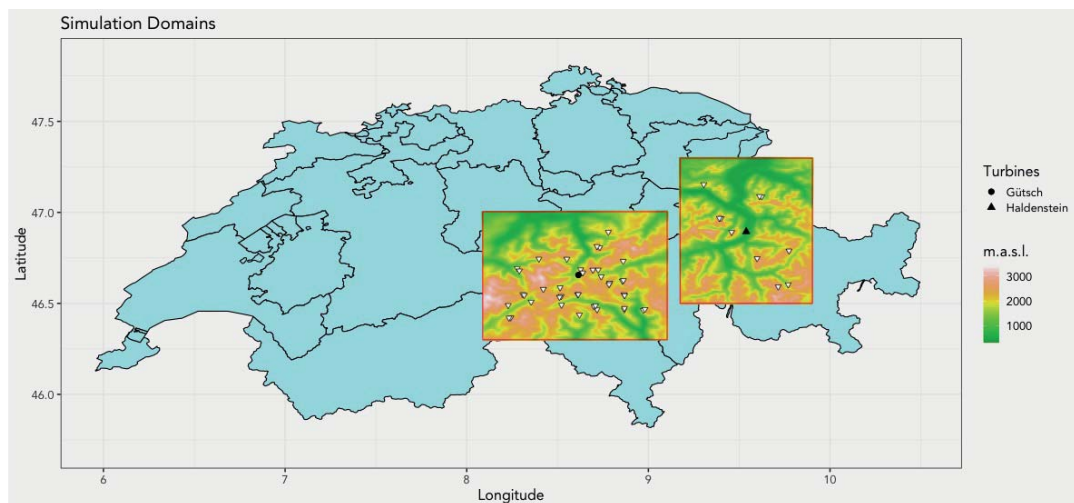 Simulation Domains
47.5
47.0
46.5
46.0
Latitude
6
7
8
9
10
Longitude
Turbines
Gütsch
Haldenstein
m.a.s.l.
3000
2000
1000